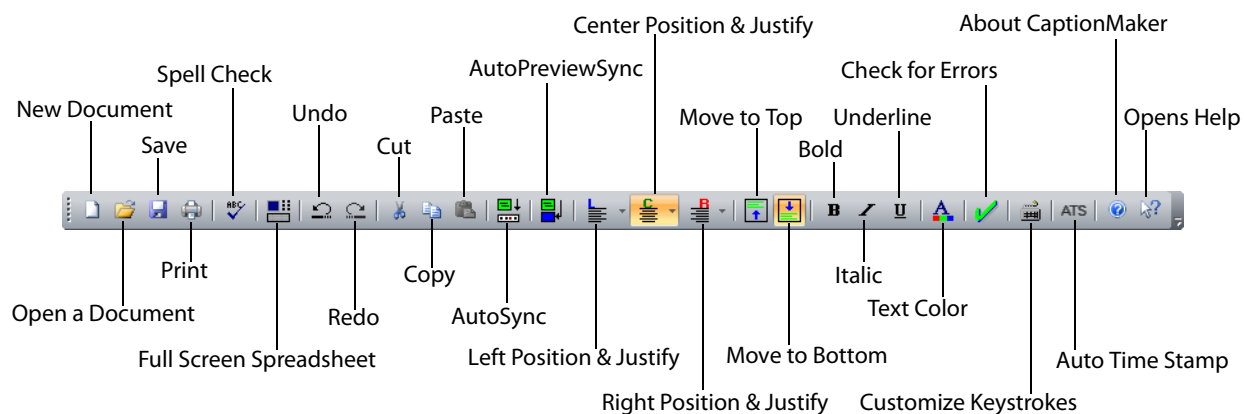 Center Position & Justify
About CaptionMaker
Spell Check
AutoPreviewSync
Check for Errors
New Document
Undo
Paste
Move to Top
Underline
Opens Help
Save
Cut
Bold
ABC
L
C
R
B
I
U
A
ATS
?
?
Print
Copy
Italic
Open a Document
Redo
AutoSync
Text Color
Full Screen Spreadsheet
Left Position & Justify
Move to Bottom
Auto Time Stamp
Right Position & Justify
Customize Keystrokes